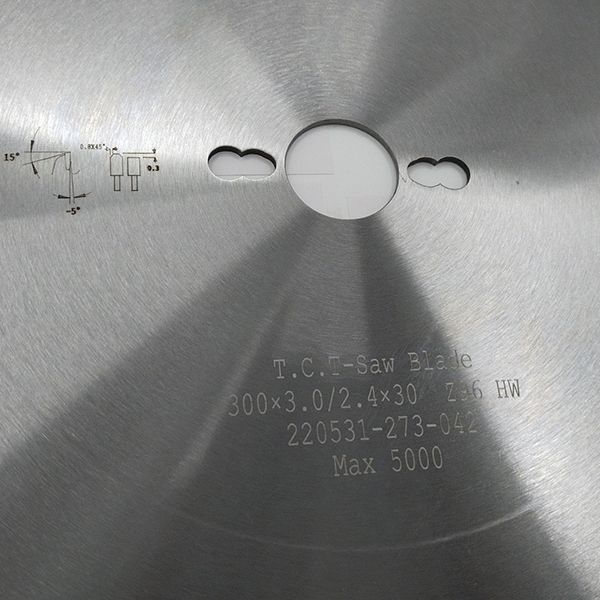 0.8X45°
15°
0.3
-5°
T.C.T-Saw Blade
300×3.0/2.4×30 Z96 HW
220531-273-042
Max 5000